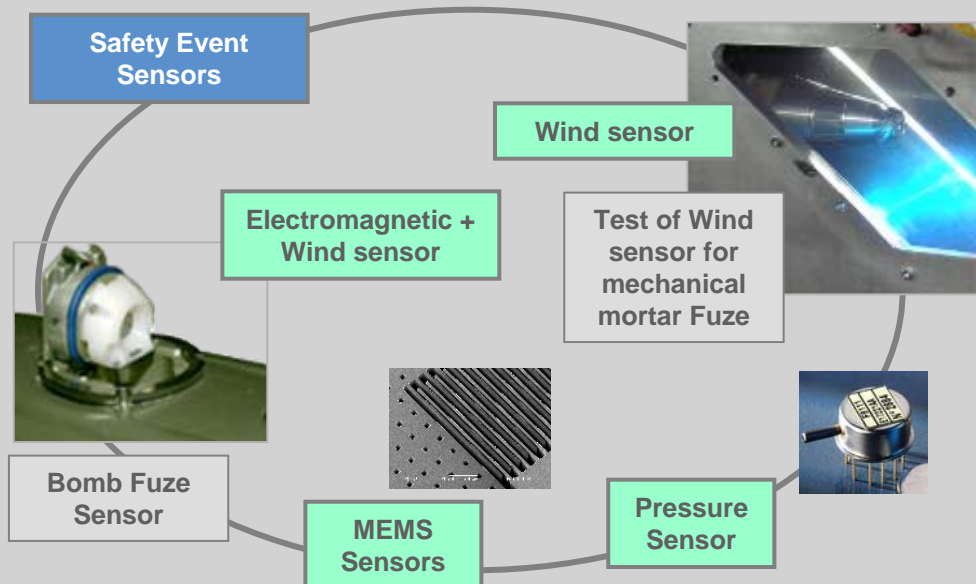 Safety Event
Sensors
Wind sensor
Electromagnetic +
Wind sensor
Test of Wind
sensor for
mechanical
mortar Fuze
Bomb Fuze
Sensor
MEMS
Sensors
Pressure
Sensor